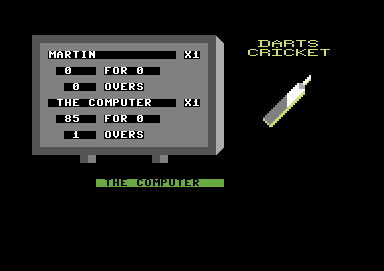 MARTIN X1
0 FOR 0
0 OVERS
THE COMPUTER X1
85 FOR 0
1 OVERS
DARTS
CRICKET
THE COMPUTER